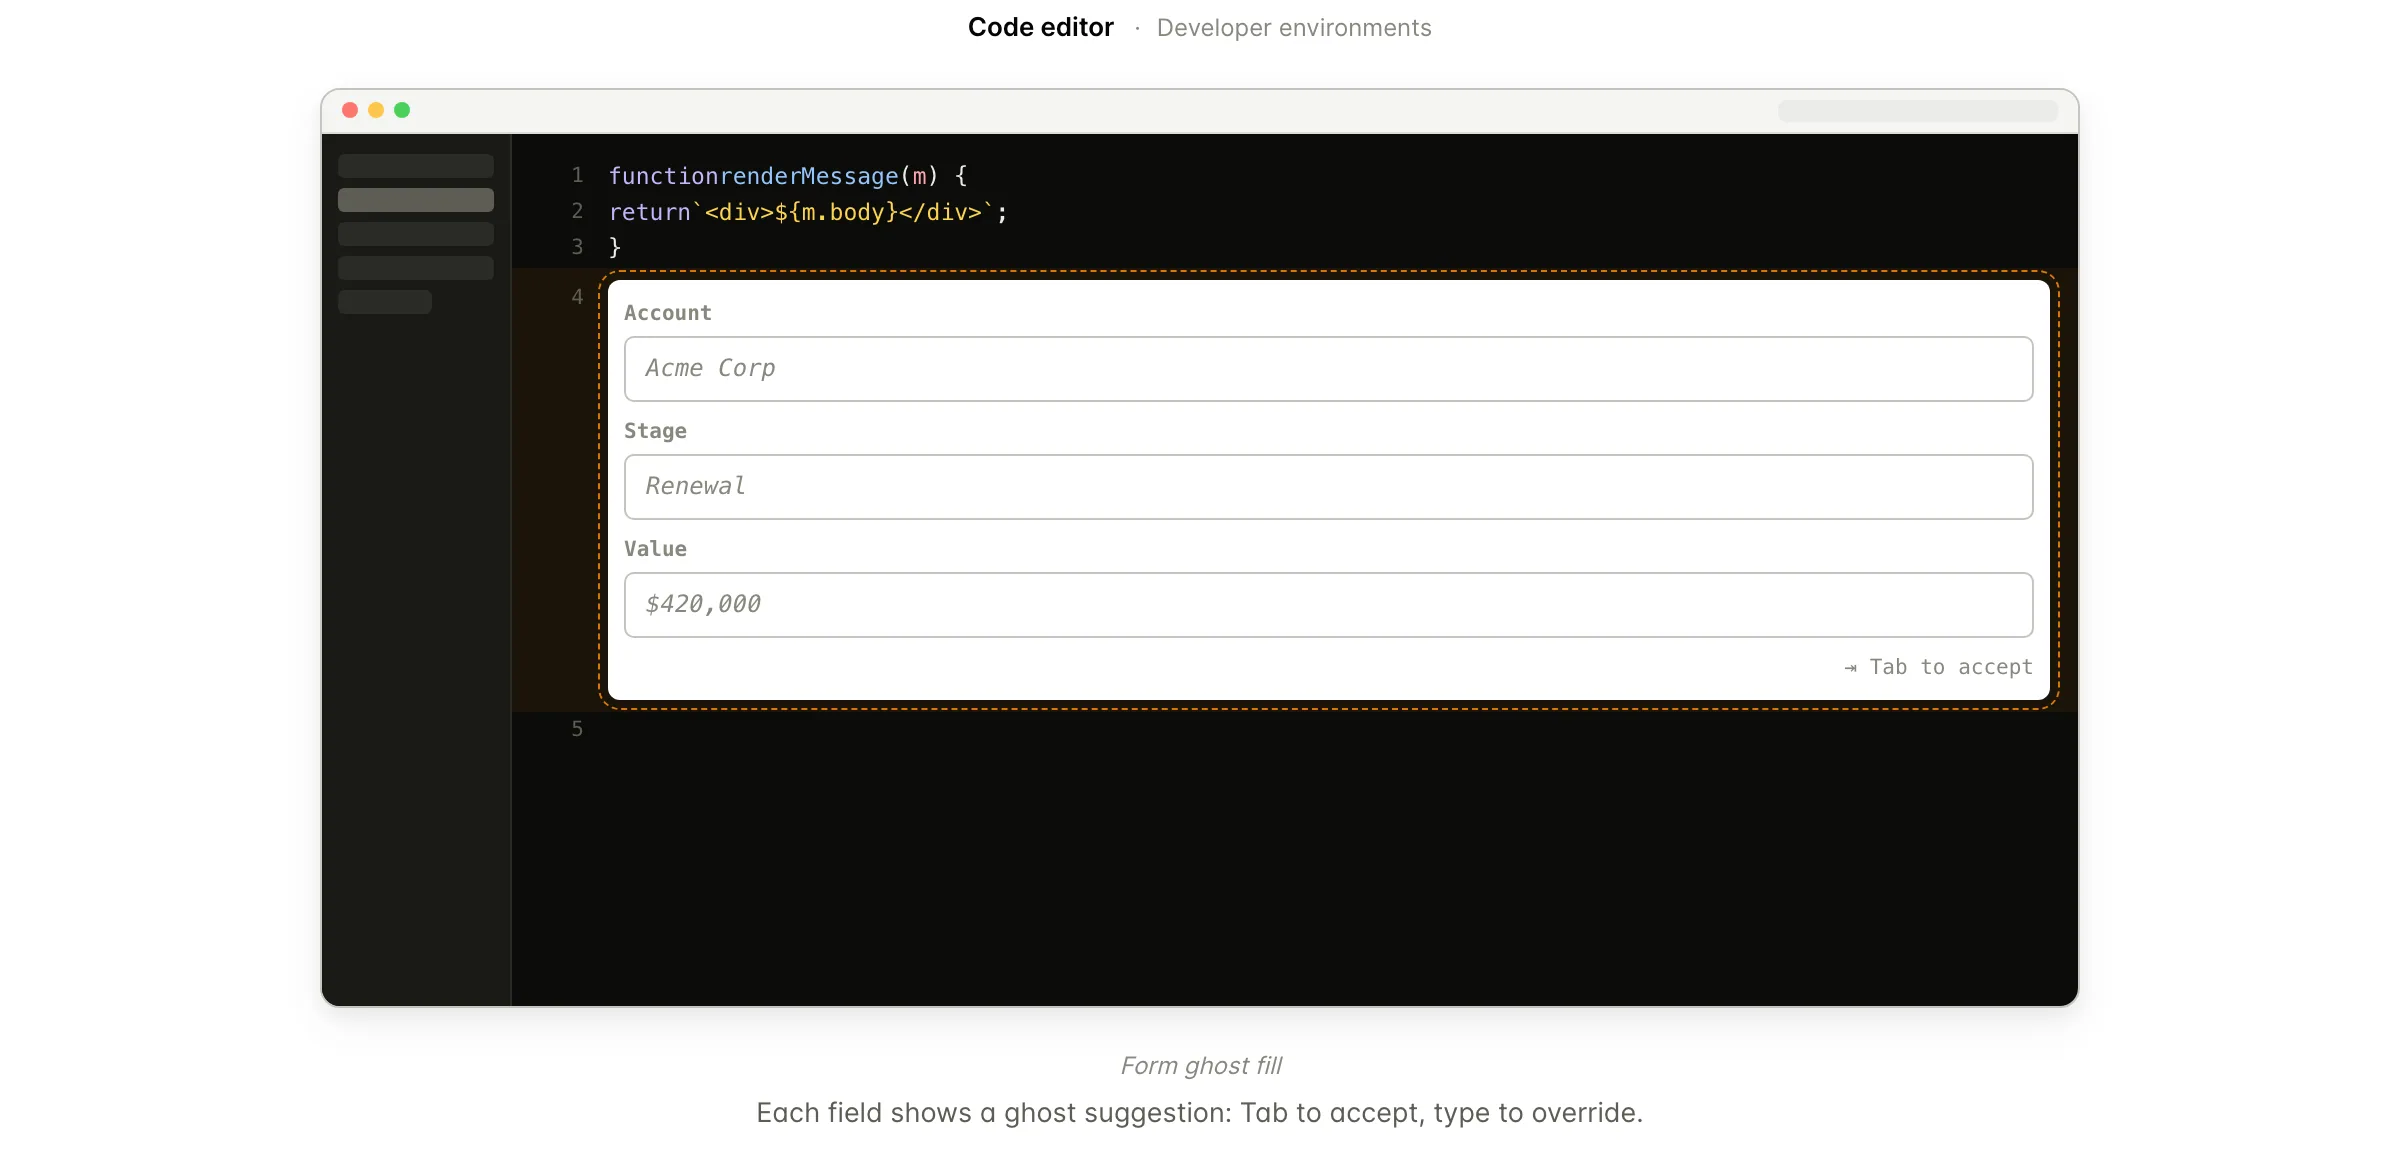 Code editor · Developer environments
1 functionrenderMessage(m) {
2 return`<div>${m.body}</div>`;
3 }
4
Account
Acme Corp
Stage
Renewal
Value
$420,000
⇥ Tab to accept
5
Form ghost fill
Each field shows a ghost suggestion: Tab to accept, type to override.